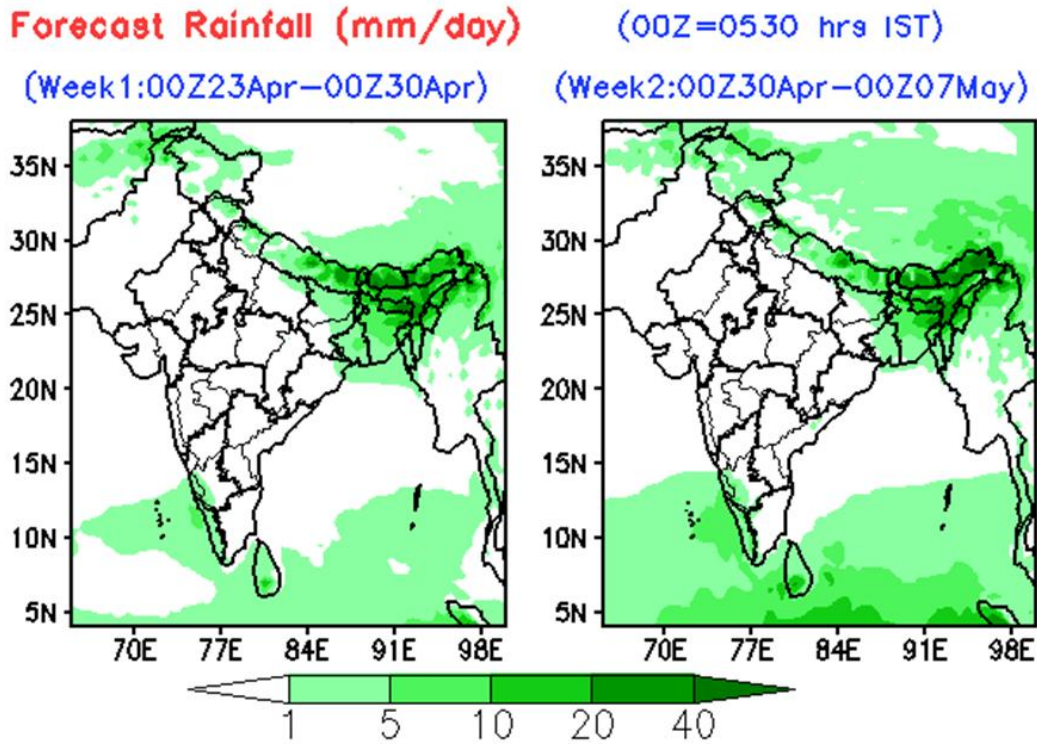 Forecast Rainfall (mm/day) (00Z=0530 hrs IST)
(Week1:00Z23Apr−00Z30Apr) (Week2:00Z30Apr−00Z07May)
35N 35N
30N 30N
25N 25N
20N 20N
15N 15N
10N 10N
5N 5N
70E 77E 84E 91E 98E 70E 77E 84E 91E 98E
1 5 10 20 40